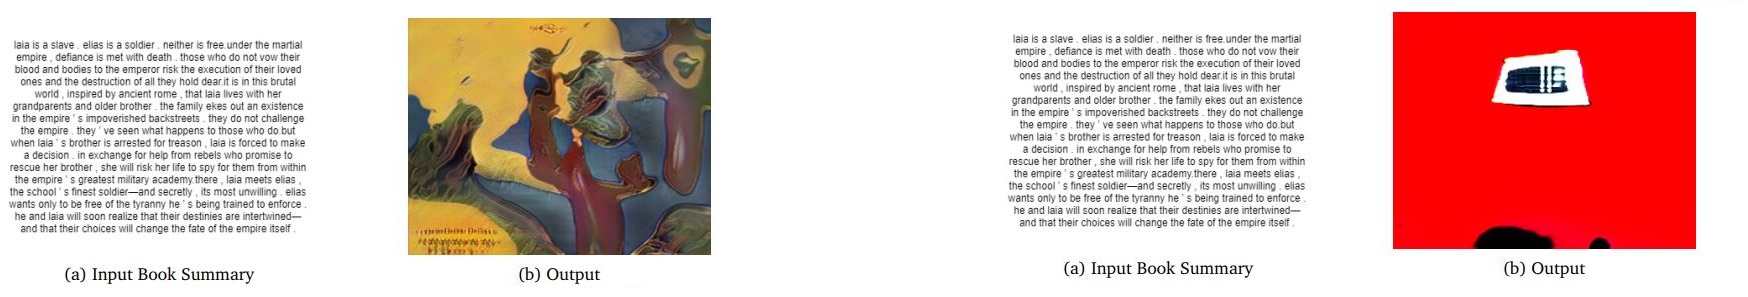 laia is a slave . elias is a soldier . neither is free.under the martial
empire , defiance is met with death . those who do not vow their
blood and bodies to the emperor risk the execution of their loved
ones and the destruction of all they hold dear.it is in this brutal
world , inspired by ancient rome , that laia lives with her
grandparents and older brother . the family ekes out an existence
in the empire ' s impoverished backstreets . they do not challenge
the empire . they ' ve seen what happens to those who do.but
when laia ' s brother is arrested for treason , laia is forced to make
a decision . in exchange for help from rebels who promise to
rescue her brother , she will risk her life to spy for them from within
the empire ' s greatest military academy.there , laia meets elias ,
the school ' s finest soldier—and secretly , its most unwilling . elias
wants only to be free of the tyranny he ' s being trained to enforce .
he and laia will soon realize that their destinies are intertwined—
and that their choices will change the fate of the empire itself .
(a) Input Book Summary
(b) Output
laia is a slave . elias is a soldier . neither is free.under the martial
empire , defiance is met with death . those who do not vow their
blood and bodies to the emperor risk the execution of their loved
ones and the destruction of all they hold dear.it is in this brutal
world , inspired by ancient rome , that laia lives with her
grandparents and older brother . the family ekes out an existence
in the empire ' s impoverished backstreets . they do not challenge
the empire . they ' ve seen what happens to those who do.but
when laia ' s brother is arrested for treason , laia is forced to make
a decision . in exchange for help from rebels who promise to
rescue her brother , she will risk her life to spy for them from within
the empire ' s greatest military academy.there , laia meets elias ,
the school ' s finest soldier—and secretly , its most unwilling . elias
wants only to be free of the tyranny he ' s being trained to enforce .
he and laia will soon realize that their destinies are intertwined—
and that their choices will change the fate of the empire itself .
(a) Input Book Summary
(b) Output